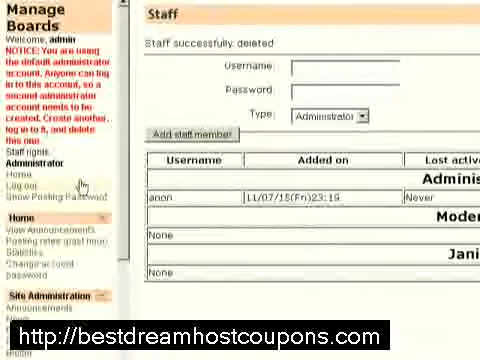 Manage
Boards
Welcome, admin
NOTICE: You are using
the default administrator
account. Anyone can log
in to this account, so a
second administrator
account needs to be
created. Create another,
log in to it, and delete
this one.
Staff rights
Administrator
Home
Log out
Show Posting Password
Home
View Announcements
Posting rates (past hour)
Statistics
Change account
password
Site Administration
Announcements
News
Staff
Staff successfully deleted
Username:
Password:
Type:
Administrator
Add staff member
Username
Added on
Last active
anon
11/07/15(Fri)23:19
Never
Adminis
Moder
None
Jani
None
http://bestdreamhostcoupons.com